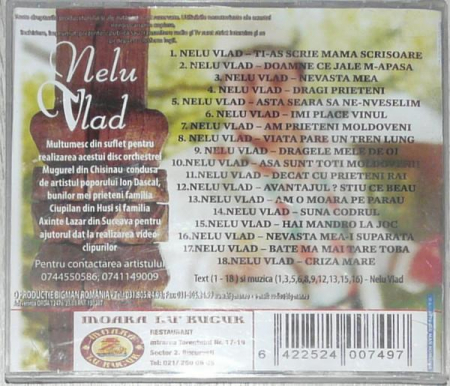 Nelu
Vlad
Multumesc din suflet pentru
realizarea acestui disc orchestrei
Mugurel din Chisinau condusa
de artistul poporului Ion Dascal,
bunilor mei prieteni familia
Ciupilan din Husi si familia
Axinte Lazar din Suceava pentru
ajutorul dat la realizarea video-
clipurilor
Pentru contactarea artistului
0744550586, 0741149009
1. NELU VLAD – TI-AS SCRIE MAMA SCRISOARE
2. NELU VLAD – DOAMNE CE JALE M-APASA
3. NELU VLAD – NEVASTA MEA
4. NELU VLAD – DRAGI PRIETENI
5. NELU VLAD – ASTA SEARA SA NE-NVESELIM
6. NELU VLAD – IMI PLACE VINUL
7. NELU VLAD – AM PRIETENI MOLDOVENI
8. NELU VLAD – VIATA PARE UN TREN LUNG
9. NELU VLAD – DRAGELE MELE DE OI
10.NELU VLAD – ASA SUNT TOTI MOLDOVENII
11.NELU VLAD – DECAT CU PRIETENI RAI
12.NELU VLAD – AVANTAJUL ? STIU CE BEAU
13.NELU VLAD – AM O MOARA PE PARAU
14.NELU VLAD – SUNA CODRUL
15.NELU VLAD – HAI MANDRO LA JOC
16.NELU VLAD – NEVASTA MEA-I SUPARATA
17.NELU VLAD – BATE MA MAI TARE TOBA
18.NELU VLAD – CRIZA MARE
Text (1 - 18) si muzica (1,3,5,6,8,9,12,13,15,16) - Nelu Vlad
PRODUCTIE BIGMAN ROMANIA
MOARA LU' BUCUR
RESTAURANT
Sector 3, Bucuresti
6 422524 007497